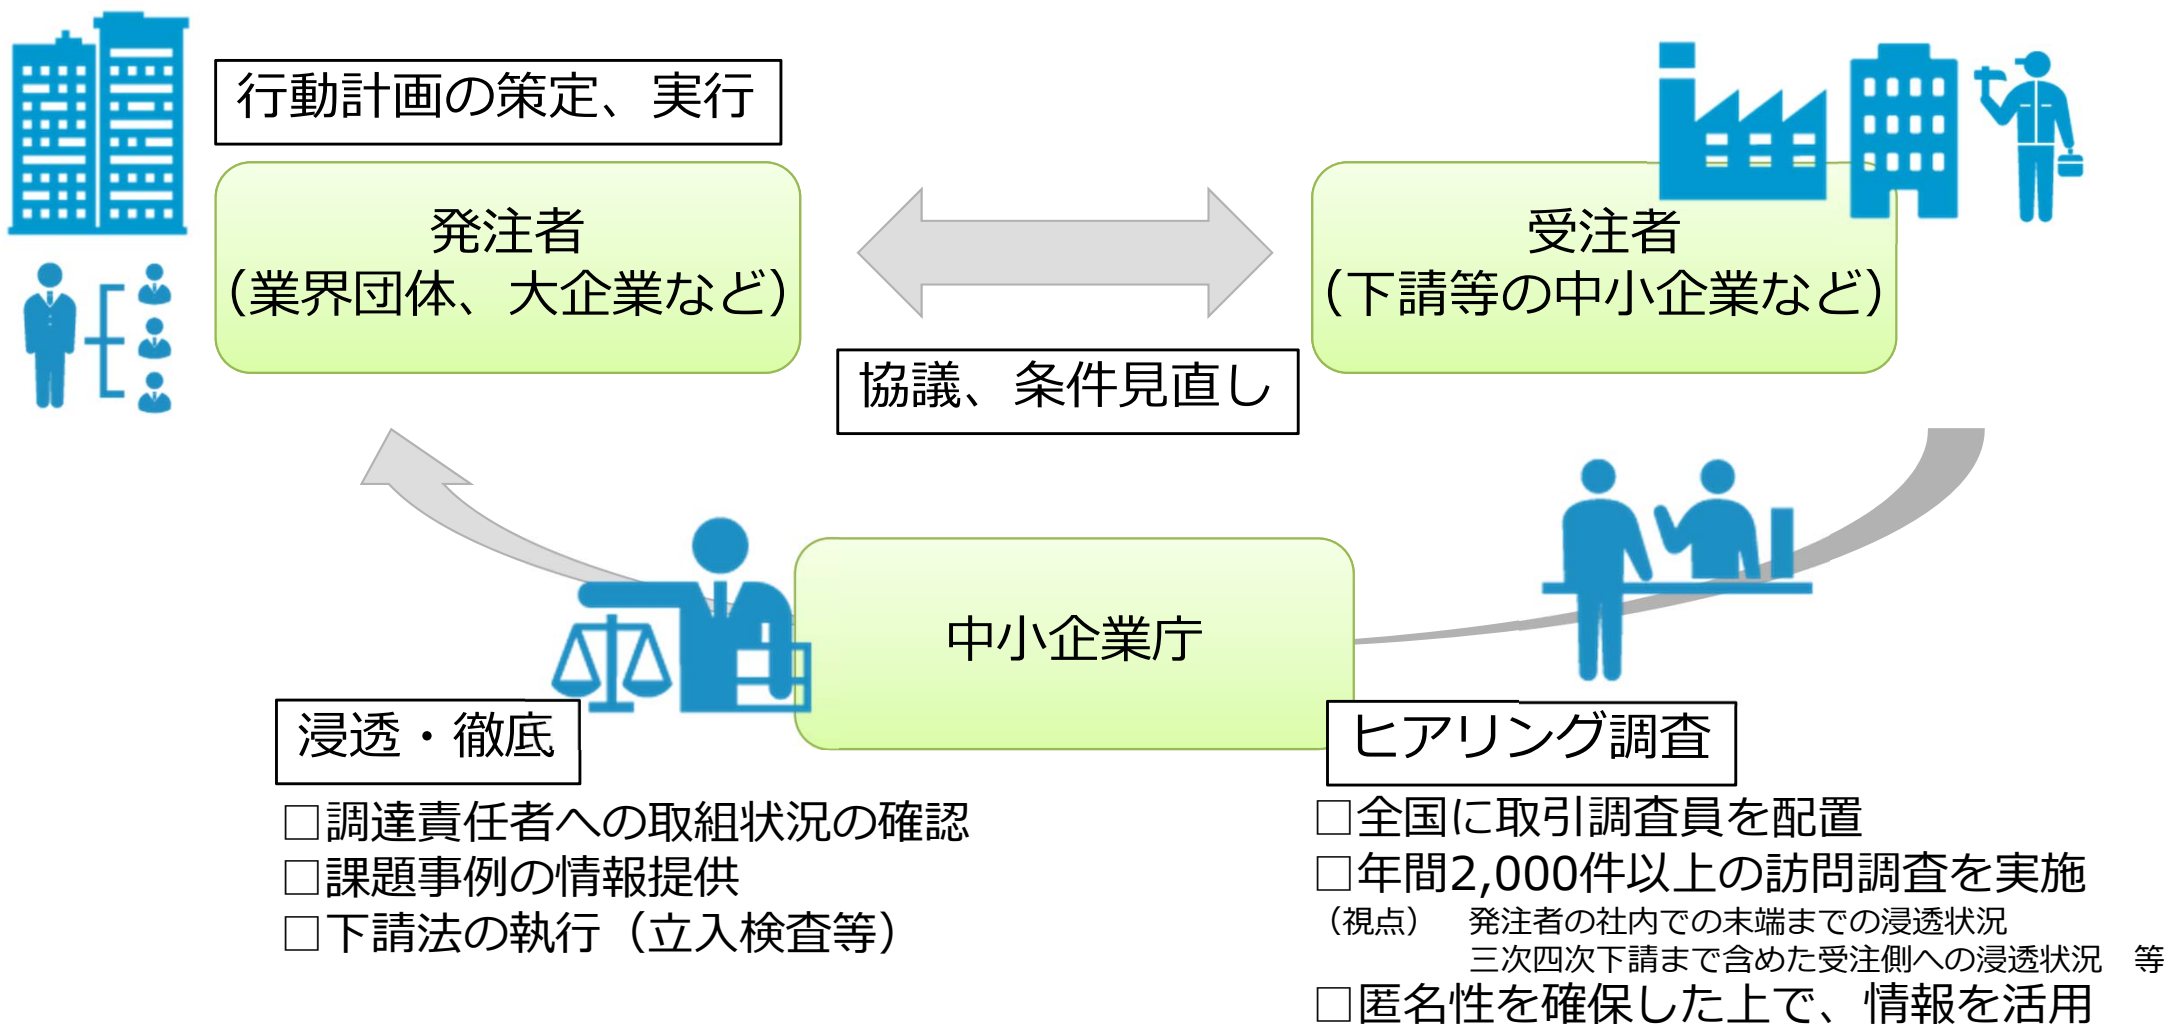 行動計画の策定、実行
発注者
（業界団体、大企業など）
受注者
（下請等の中小企業など）
協議、条件見直し
中小企業庁
浸透・徹底
□調達責任者への取組状況の確認
□課題事例の情報提供
□下請法の執行（立入検査等）
ヒアリング調査
□全国に取引調査員を配置
□年間2,000件以上の訪問調査を実施
（視点）　発注者の社内での末端までの浸透状況
三次四次下請まで含めた受注側への浸透状況　等
□匿名性を確保した上で、情報を活用